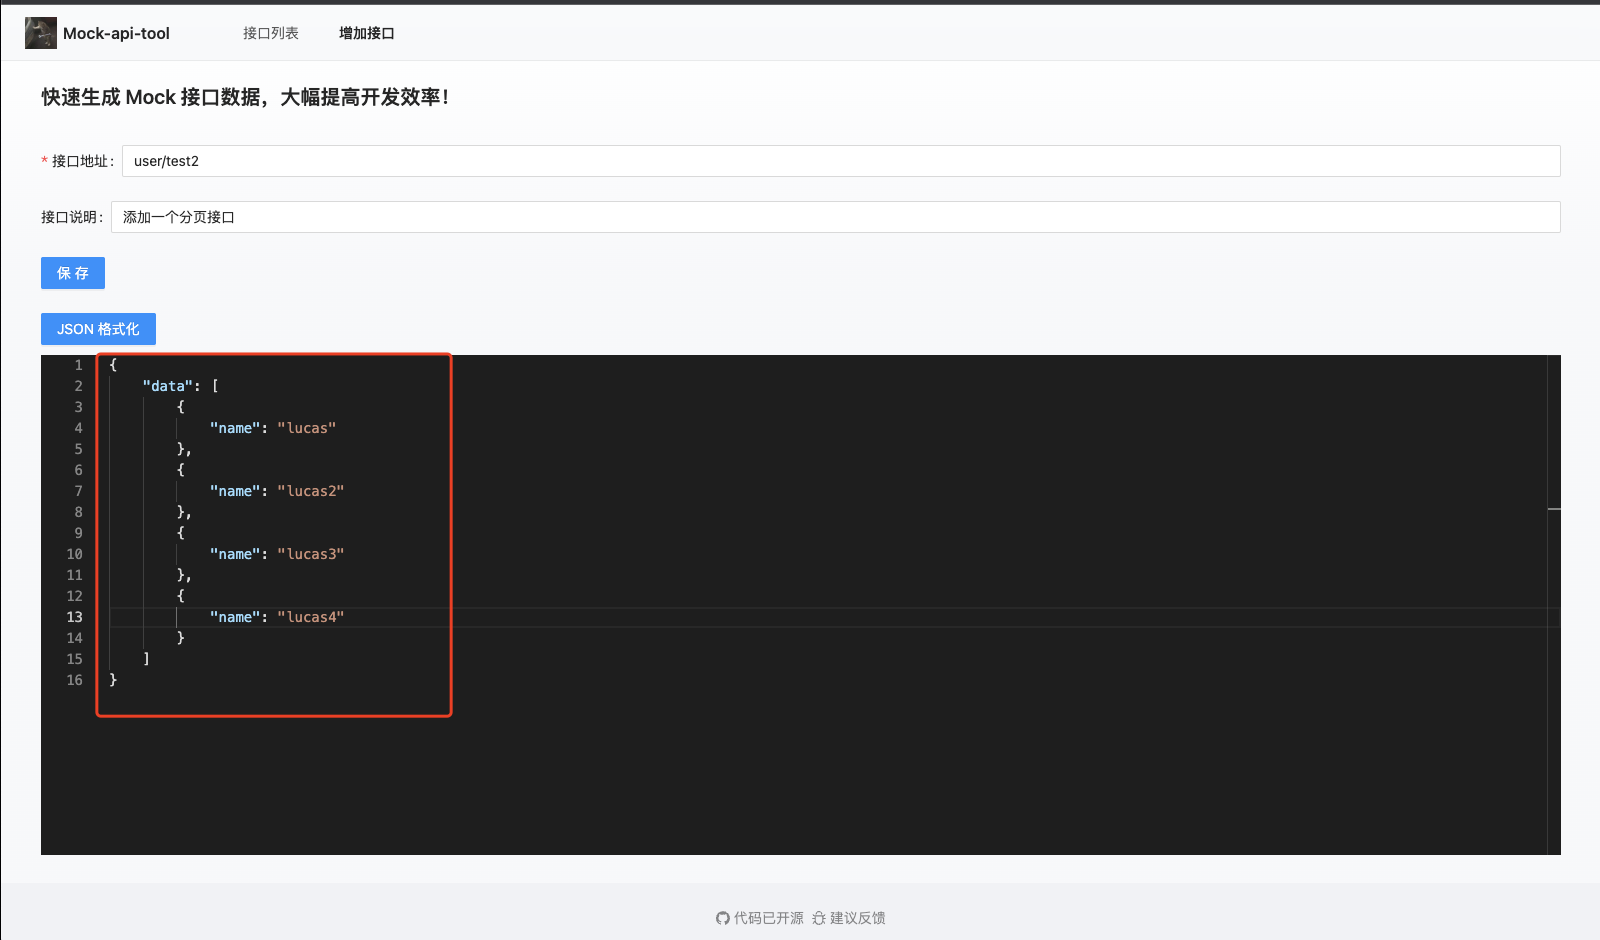 Mock-api-tool 接口列表 增加接口
快速生成 Mock 接口数据，大幅提高开发效率！
* 接口地址： user/test2
接口说明： 添加一个分页接口
保 存
JSON 格式化
1 {
2 "data": [
3 {
4 "name": "lucas"
5 },
6 {
7 "name": "lucas2"
8 },
9 {
10 "name": "lucas3"
11 },
12 {
13 "name": "lucas4"
14 }
15 ]
16 }
代码已开源 建议反馈